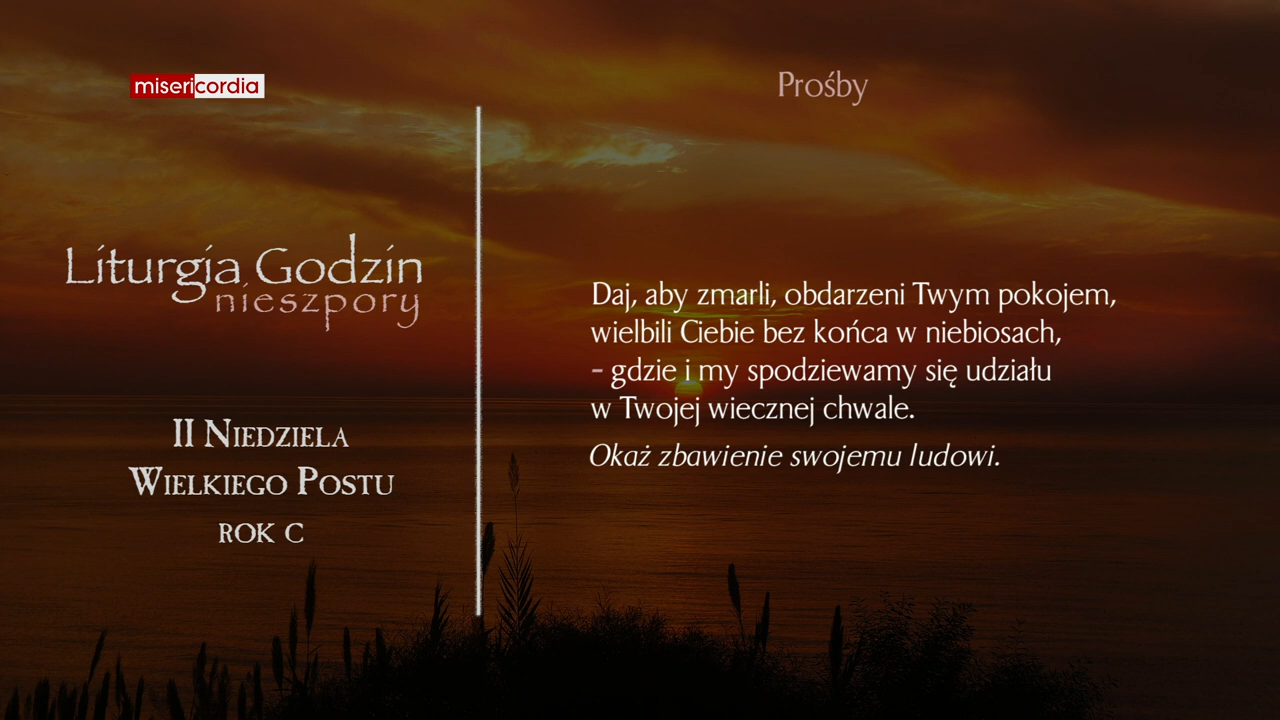 misericordia
Liturgia Godzin
nieszpory
II Niedziela
Wielkiego Postu
rok C
Prośby
Daj, aby zmarli, obdarzeni Twym pokojem,
wielbili Ciebie bez końca w niebiosach,
- gdzie i my spodziewamy się udziału
w Twojej wiecznej chwale.
Okaż zbawienie swojemu ludowi.